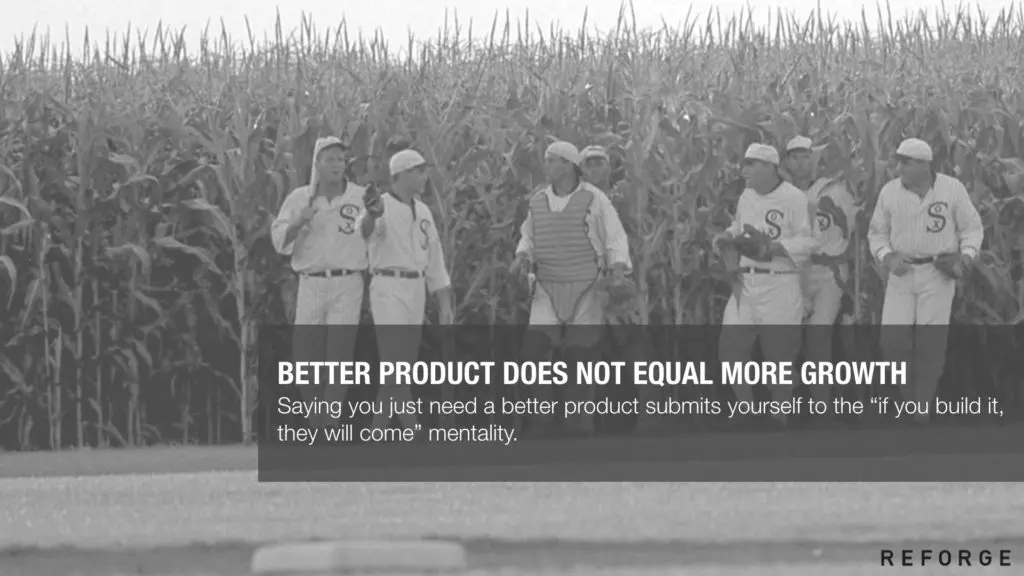 BETTER PRODUCT DOES NOT EQUAL MORE GROWTH
Saying you just need a better product submits yourself to the “if you build it,
they will come” mentality.
REFORGE